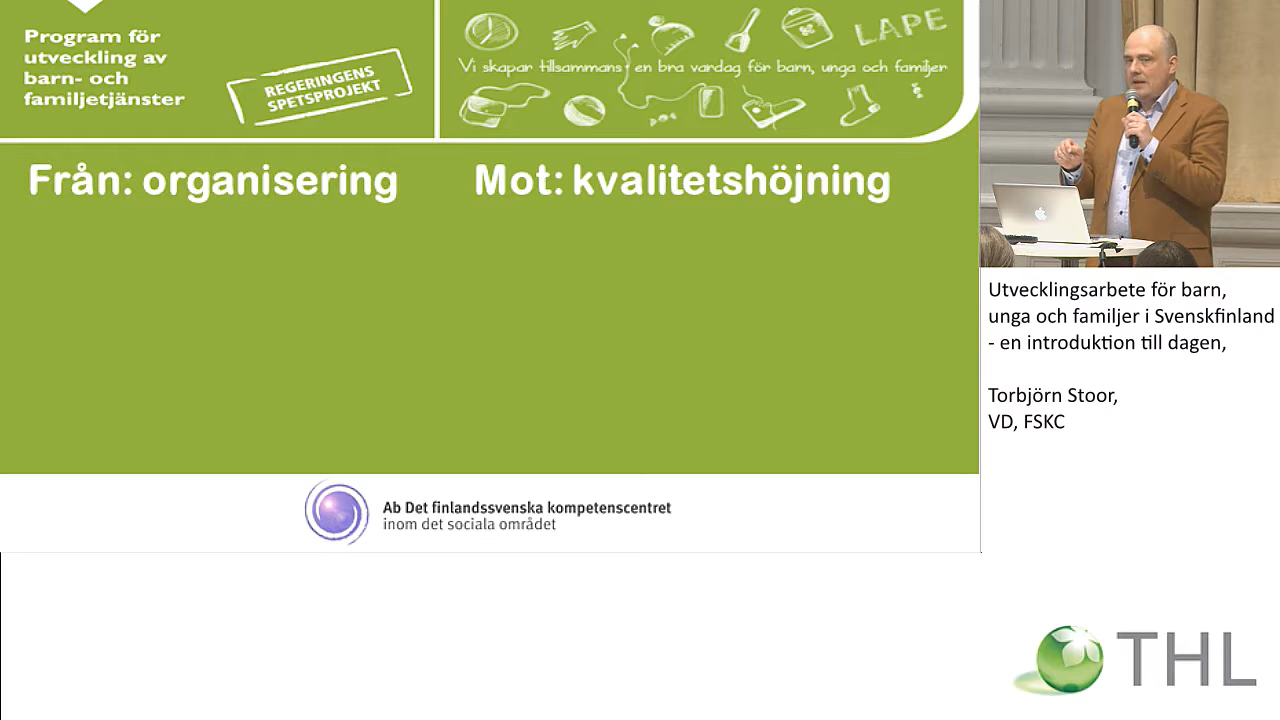 Program för
utveckling av
barn- och
familjetjänster
REGERINGENS
SPETSPROJEKT
LAPE
Vi skapar tillsammans en bra vardag för barn, unga och familjer
Från: organisering
Mot: kvalitetshöjning
Ab Det finlandssvenska kompetenscentret
inom det sociala området
Utvecklingsarbete för barn,
unga och familjer i Svenskfinland
- en introduktion till dagen,
Torbjörn Stoor,
VD, FSKC
THL